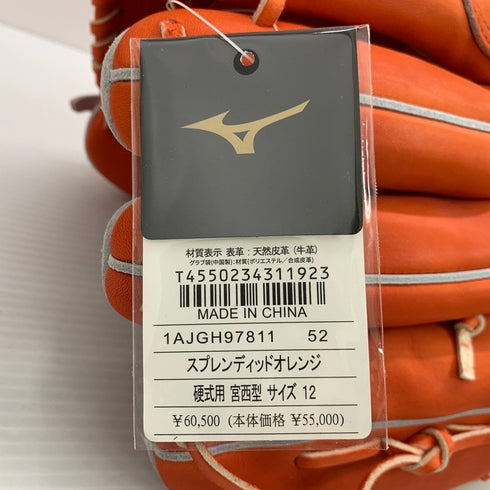 材質表示 表革：天然皮革 (牛革)
グラブ袋(中国製):材質(ポリエステル／合成皮革)
T4550234311923
MADE IN CHINA
1AJGH97811 52
スプレンディッドオレンジ
硬式用 宮西型 サイズ 12
￥60,500 (本体価格 ￥55,000)